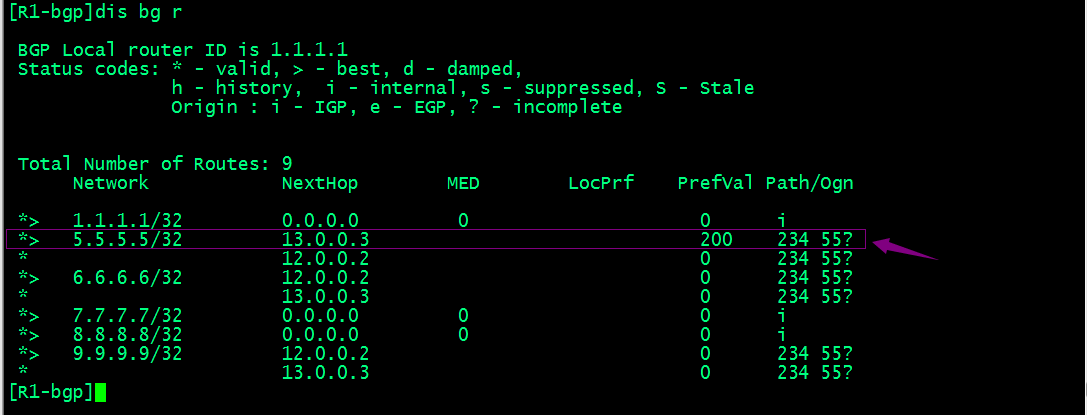 [R1-bgp]dis bg r
BGP Local router ID is 1.1.1.1
Status codes: * - valid, > - best, d - damped,
h - history,  i - internal, s - suppressed, S - Stale
Origin : i - IGP, e - EGP, ? - incomplete
Total Number of Routes: 9
Network            NextHop        MED        LocPrf    PrefVal Path/Ogn
*>   1.1.1.1/32         0.0.0.0         0                     0      i
*>   5.5.5.5/32         13.0.0.3                              200    234 55?
*                       12.0.0.2                              0      234 55?
*>   6.6.6.6/32         12.0.0.2                              0      234 55?
*                       13.0.0.3                              0      234 55?
*>   7.7.7.7/32         0.0.0.0         0                     0      i
*>   8.8.8.8/32         0.0.0.0         0                     0      i
*>   9.9.9.9/32         12.0.0.2                              0      234 55?
*                       13.0.0.3                              0      234 55?
[R1-bgp]